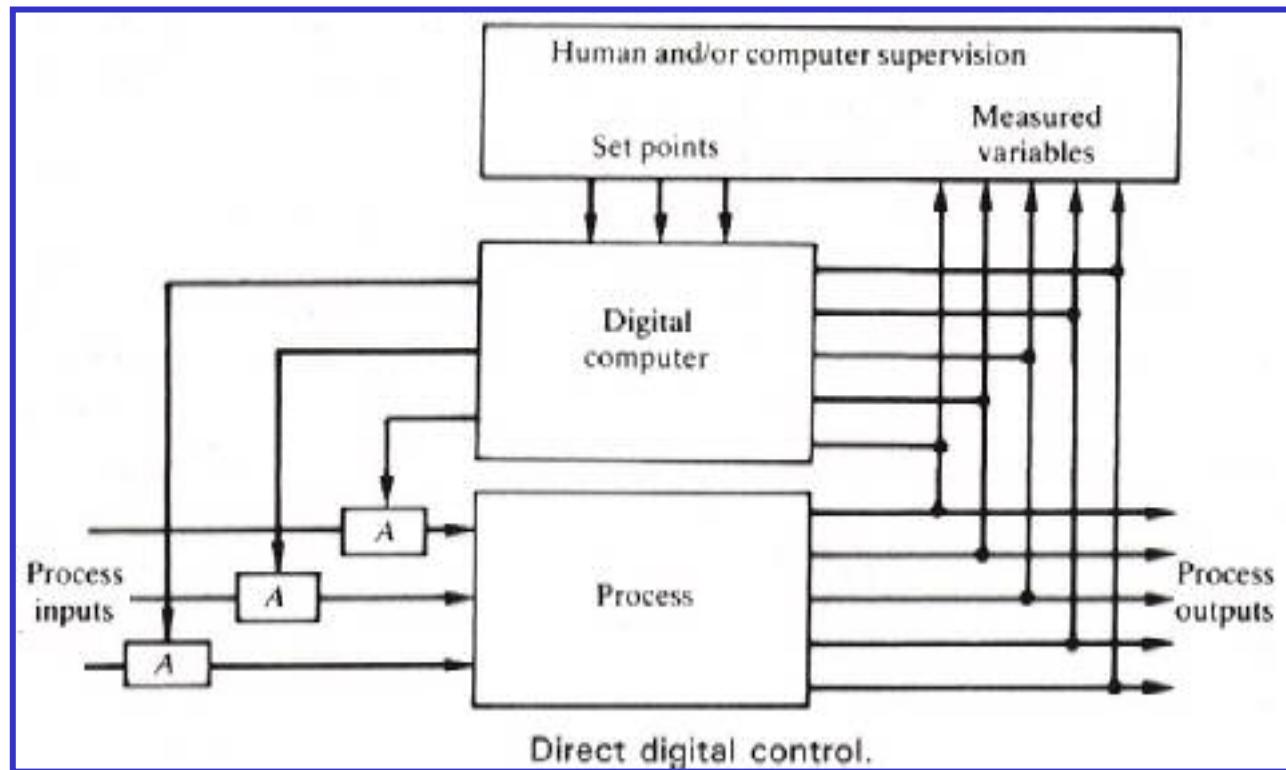 Human and/or computer supervision
Set points
Measured
variables
Digital
computer
A
A
A
Process
inputs
Process
Process
outputs
Direct digital control.